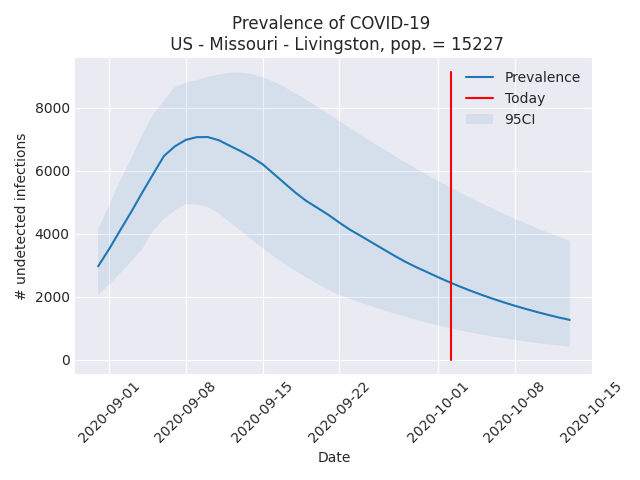 Prevalence of COVID-19
US - Missouri - Livingston, pop. = 15227
Prevalence
Today
95CI
# undetected infections
8000
6000
4000
2000
0
2020-09-01
2020-09-08
2020-09-15
2020-09-22
2020-10-01
2020-10-08
2020-10-15
Date